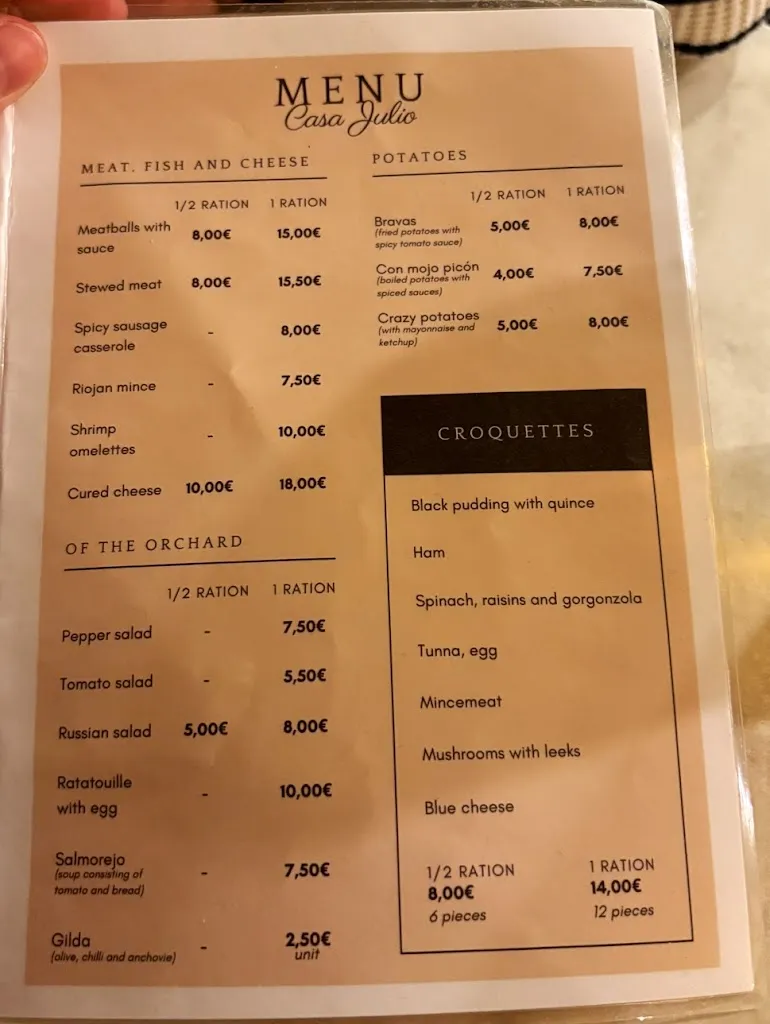 MENU
Casa Julio
MEAT, FISH AND CHEESE
1/2 RATION 1 RATION
Meatballs with
sauce 8,00€ 15,00€
Stewed meat 8,00€ 15,50€
Spicy sausage
casserole - 8,00€
Riojan mince - 7,50€
Shrimp
omelettes - 10,00€
Cured cheese 10,00€ 18,00€
OF THE ORCHARD
1/2 RATION 1 RATION
Pepper salad - 7,50€
Tomato salad - 5,50€
Russian salad 5,00€ 8,00€
Ratatouille
with egg - 10,00€
Salmorejo - 7,50€
(soup consisting of
tomato and bread)
Gilda - 2,50€
(olive, chilli and anchovie) unit
POTATOES
1/2 RATION 1 RATION
Bravas 5,00€ 8,00€
(fried potatoes with
spicy tomato sauce)
Con mojo picón 4,00€ 7,50€
(boiled potatoes with
spiced sauces)
Crazy potatoes 5,00€ 8,00€
(with mayonnaise and
ketchup)
CROQUETTES
Black pudding with quince
Ham
Spinach, raisins and gorgonzola
Tunna, egg
Mincemeat
Mushrooms with leeks
Blue cheese
1/2 RATION 1 RATION
8,00€ 14,00€
6 pieces 12 pieces